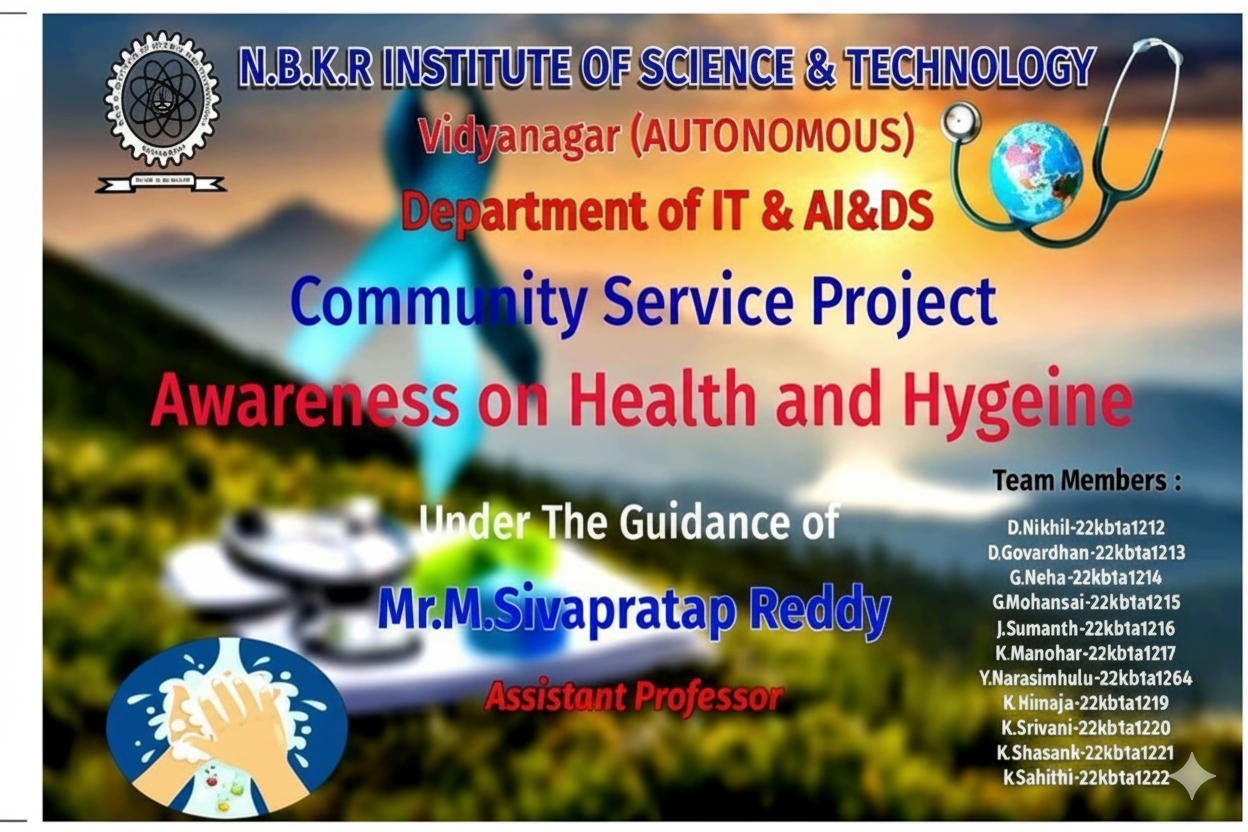 N.B.K.R INSTITUTE OF SCIENCE & TECHNOLOGY
Vidyanagar (AUTONOMOUS)
Department of IT & AI&DS
Community Service Project
Awareness on Health and Hygeine
Under The Guidance of
Mr.M.Sivapratap Reddy
Assistant Professor
Team Members :
D.Nikhil-22kb1a1212
D.Govardhan-22kb1a1213
G.Neha-22kb1a1214
G.Mohansai-22kb1a1215
J.Sumanth-22kb1a1216
K.Manohar-22kb1a1217
Y.Narasimhulu-22kb1a1264
K Himaja-22kb1a1219
K.Srivani-22kb1a1220
K.Shasank-22kb1a1221
K Sahithi-22kb1a1222